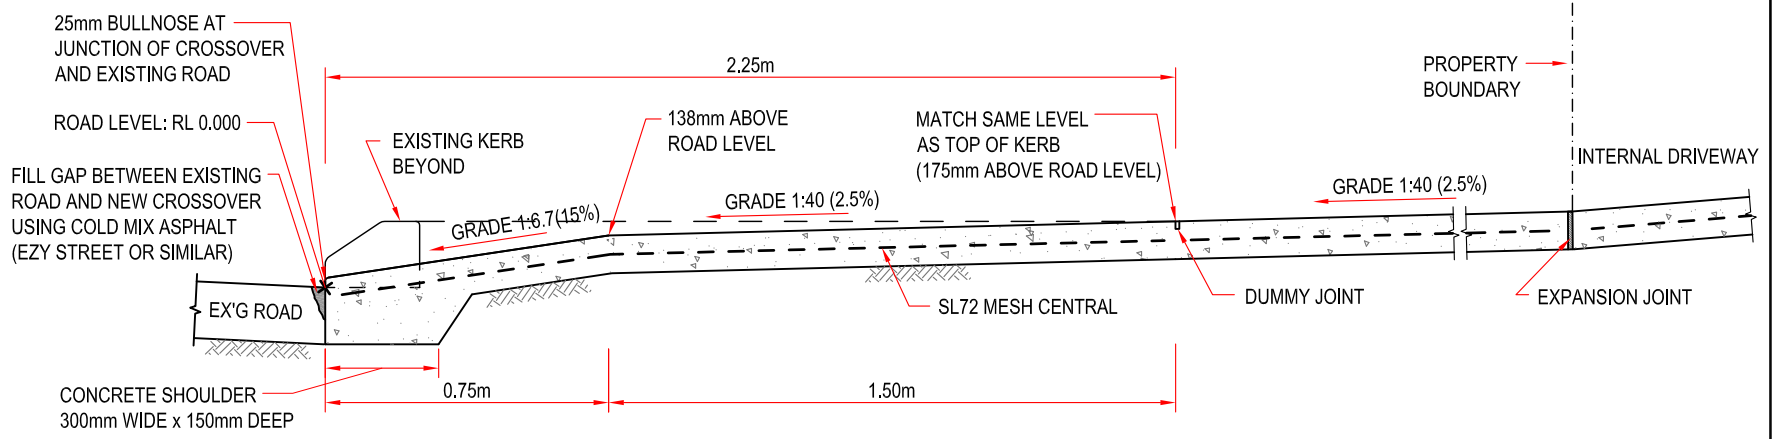 25mm BULLNOSE AT
JUNCTION OF CROSSOVER
AND EXISTING ROAD
ROAD LEVEL: RL 0.000
FILL GAP BETWEEN EXISTING
ROAD AND NEW CROSSOVER
USING COLD MIX ASPHALT
(EZY STREET OR SIMILAR)
EX'G ROAD
CONCRETE SHOULDER
300mm WIDE x 150mm DEEP
2.25m
EXISTING KERB
BEYOND
138mm ABOVE
ROAD LEVEL
GRADE 1:6.7(15%)
GRADE 1:40 (2.5%)
MATCH SAME LEVEL
AS TOP OF KERB
(175mm ABOVE ROAD LEVEL)
GRADE 1:40 (2.5%)
PROPERTY
BOUNDARY
INTERNAL DRIVEWAY
SL72 MESH CENTRAL
DUMMY JOINT
EXPANSION JOINT
0.75m
1.50m